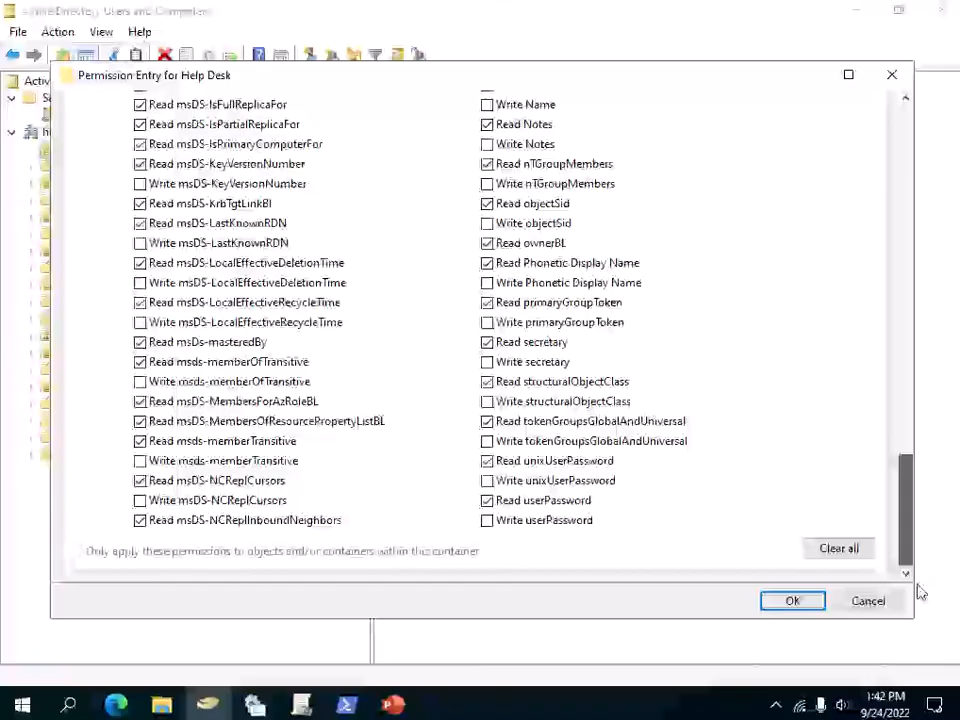 Active Directory Users and Computers
File Action View Help
Permission Entry for Help Desk
Activ
Sa
Read msDS-IsFullReplicaFor
Read msDS-IsPartialReplicaFor
Read msDS-IsPrimaryComputerFor
Read msDS-KeyVersionNumber
Write msDS-KeyVersionNumber
Read msDS-KrbTgtLinkBl
Read msDS-LastKnownRDN
Write msDS-LastKnownRDN
Read msDS-LocalEffectiveDeletionTime
Write msDS-LocalEffectiveDeletionTime
Read msDS-LocalEffectiveRecycleTime
Write msDS-LocalEffectiveRecycleTime
Read msDs-masteredBy
Read msds-memberOfTransitive
Write msds-memberOfTransitive
Read msDS-MembersForAzRoleBL
Read msDS-MembersOfResourcePropertyListBL
Read msds-memberTransitive
Write msds-memberTransitive
Read msDS-NCReplCursors
Write msDS-NCReplCursors
Read msDS-NCReplInboundNeighbors
Write Name
Read Notes
Write Notes
Read nTGroupMembers
Write nTGroupMembers
Read objectSid
Write objectSid
Read ownerBL
Read Phonetic Display Name
Write Phonetic Display Name
Read primaryGroupToken
Write primaryGroupToken
Read secretary
Write secretary
Read structuralObjectClass
Write structuralObjectClass
Read tokenGroupsGlobalAndUniversal
Write tokenGroupsGlobalAndUniversal
Read unixUserPassword
Write unixUserPassword
Read userPassword
Write userPassword
Only apply these permissions to objects and/or containers within this container
Clear all
OK Cancel
1:42 PM
9/24/2022